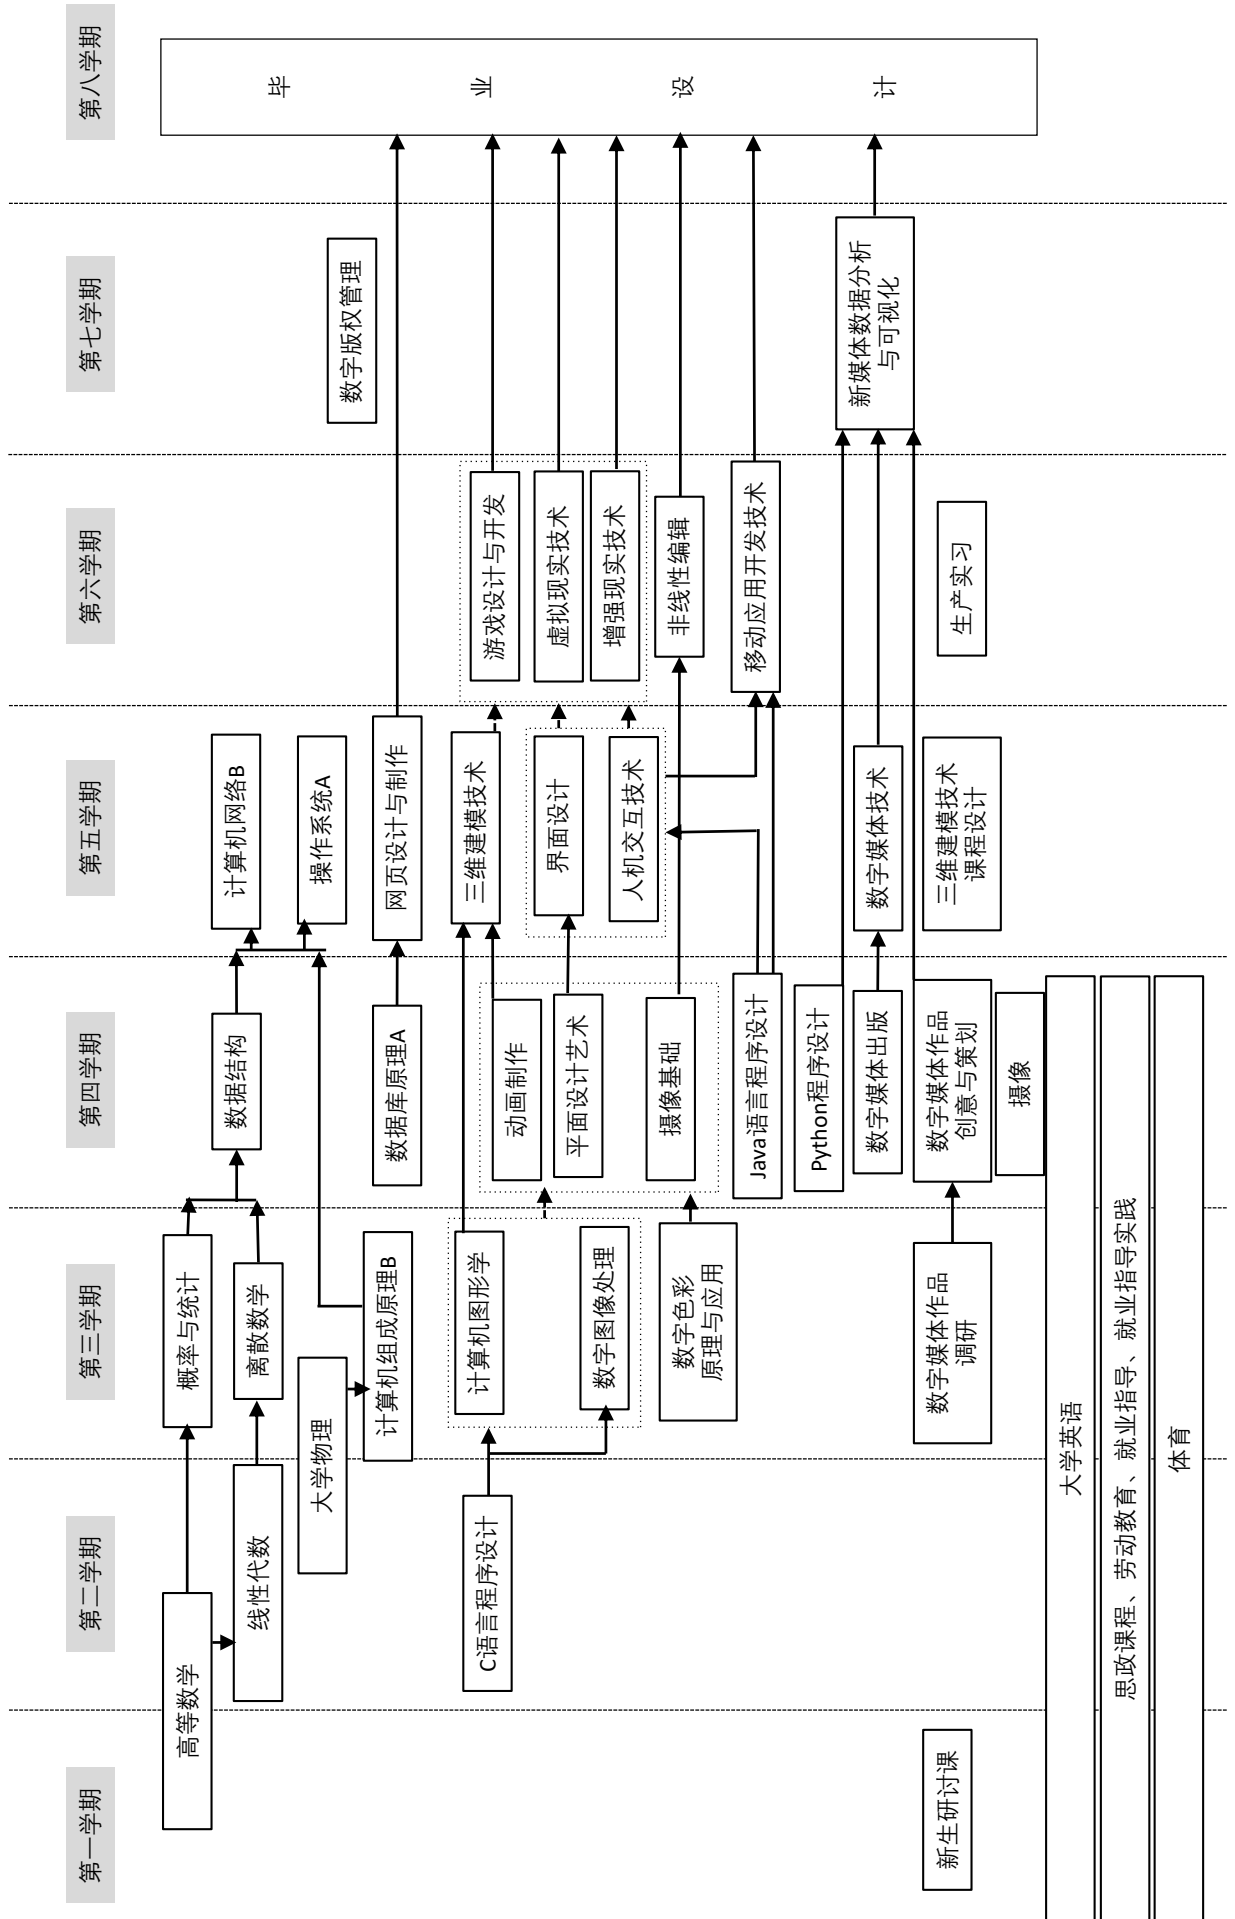 第一学期
第二学期
第三学期
第四学期
第五学期
第六学期
第七学期
第八学期
高等数学
概率与统计
线性代数
离散数学
数据结构
计算机网络B
操作系统A
大学物理
计算机组成原理B
数据库原理A
网页设计与制作
数字版权管理
C语言程序设计
计算机图形学
数字图像处理
动画制作
平面设计艺术
摄像基础
三维建模技术
界面设计
人机交互技术
游戏设计与开发
虚拟现实技术
增强现实技术
非线性编辑
数字色彩
原理与应用
Java语言程序设计
移动应用开发技术
Python程序设计
数字媒体出版
数字媒体技术
新媒体数据分析
与可视化
新生研讨课
数字媒体作品
调研
数字媒体作品
创意与策划
三维建模技术
课程设计
生产实习
摄像
大学英语
思政课程、劳动教育、就业指导、就业指导实践
体育
毕 业 设 计